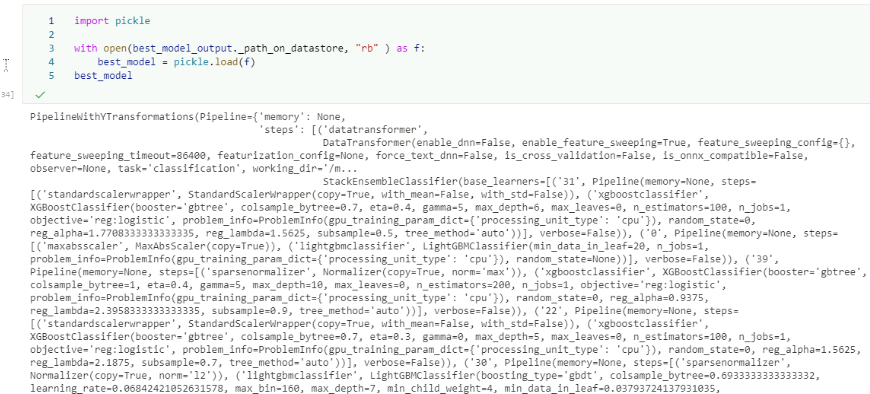 1 import pickle
2
3 with open(best_model_output._path_on_datastore, "rb" ) as f:
4 best_model = pickle.load(f)
5 best_model
34]
PipelineWithYTransformations(Pipeline={'memory': None,
'steps': [('datatransformer',
DataTransformer(enable_dnn=False, enable_feature_sweeping=True, feature_sweeping_config={},
feature_sweeping_timeout=86400, featurization_config=None, force_text_dnn=False, is_cross_validation=False, is_onnx_compatible=False,
observer=None, task='classification', working_dir='/m...
StackEnsembleClassifier(base_learners=[('31', Pipeline(memory=None, steps=
[('standardscalerwrapper', StandardScalerWrapper(copy=True, with_mean=False, with_std=False)), ('xgboostclassifier',
XGBoostClassifier(booster='gbtree', colsample_bytree=0.7, eta=0.4, gamma=5, max_depth=6, max_leaves=0, n_estimators=100, n_jobs=1,
objective='reg:logistic', problem_info=ProblemInfo(gpu_training_param_dict={'processing_unit_type': 'cpu'}), random_state=0,
reg_alpha=1.7708333333333335, reg_lambda=1.5625, subsample=0.5, tree_method='auto'))], verbose=False)), ('0', Pipeline(memory=None, steps=
[('maxabsscaler', MaxAbsScaler(copy=True)), ('lightgbmclassifier', LightGBMClassifier(min_data_in_leaf=20, n_jobs=1,
problem_info=ProblemInfo(gpu_training_param_dict={'processing_unit_type': 'cpu'}), random_state=None))], verbose=False)), ('39',
Pipeline(memory=None, steps=[('sparsenormalizer', Normalizer(copy=True, norm='max')), ('xgboostclassifier', XGBoostClassifier(booster='gbtree',
colsample_bytree=1, eta=0.4, gamma=5, max_depth=10, max_leaves=0, n_estimators=200, n_jobs=1, objective='reg:logistic',
problem_info=ProblemInfo(gpu_training_param_dict={'processing_unit_type': 'cpu'}), random_state=0, reg_alpha=0.9375,
reg_lambda=2.3958333333333335, subsample=0.9, tree_method='auto'))], verbose=False)), ('22', Pipeline(memory=None, steps=
[('standardscalerwrapper', StandardScalerWrapper(copy=True, with_mean=False, with_std=False)), ('xgboostclassifier',
XGBoostClassifier(booster='gbtree', colsample_bytree=0.7, eta=0.3, gamma=0, max_depth=5, max_leaves=0, n_estimators=100, n_jobs=1,
objective='reg:logistic', problem_info=ProblemInfo(gpu_training_param_dict={'processing_unit_type': 'cpu'}), random_state=0, reg_alpha=1.5625,
reg_lambda=2.1875, subsample=0.7, tree_method='auto'))], verbose=False)), ('30', Pipeline(memory=None, steps=[('sparsenormalizer',
Normalizer(copy=True, norm='l2')), ('lightgbmclassifier', LightGBMClassifier(boosting_type='gbdt', colsample_bytree=0.6933333333333332,
learning_rate=0.06842421052631578, max_bin=160, max_depth=7, min_child_weight=4, min_data_in_leaf=0.03793724137931035,